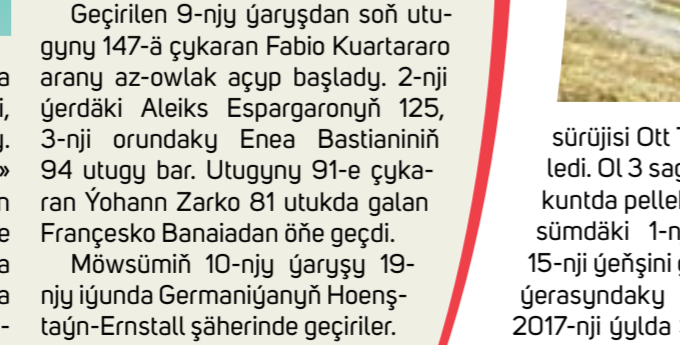 Geçirilen 9-njy ýaryşdan soň utu-
gyny 147-ä çykaran Fabio Kuartararo
arany az-owlak açyp başlady. 2-nji
ýerdäki Aleiks Espargaronyň 125,
3-nji orundaky Enea Bastianiniň
94 utugy bar. Utugyny 91-e çyka-
ran Ýohann Zarko 81 utukda galan
Françesko Banaiadan öňe geçdi.
Möwsümiň 10-njy ýaryşy 19-
njy iýunda Germaniýanyň Hoenş-
taýn-Ernstall şäherinde geçiriler.
sürüjisi Ott
ledi. Ol 3
kuntda
sümdäki
15-nji ýeňşini
ýerasyndaky
2017-nji ýylda